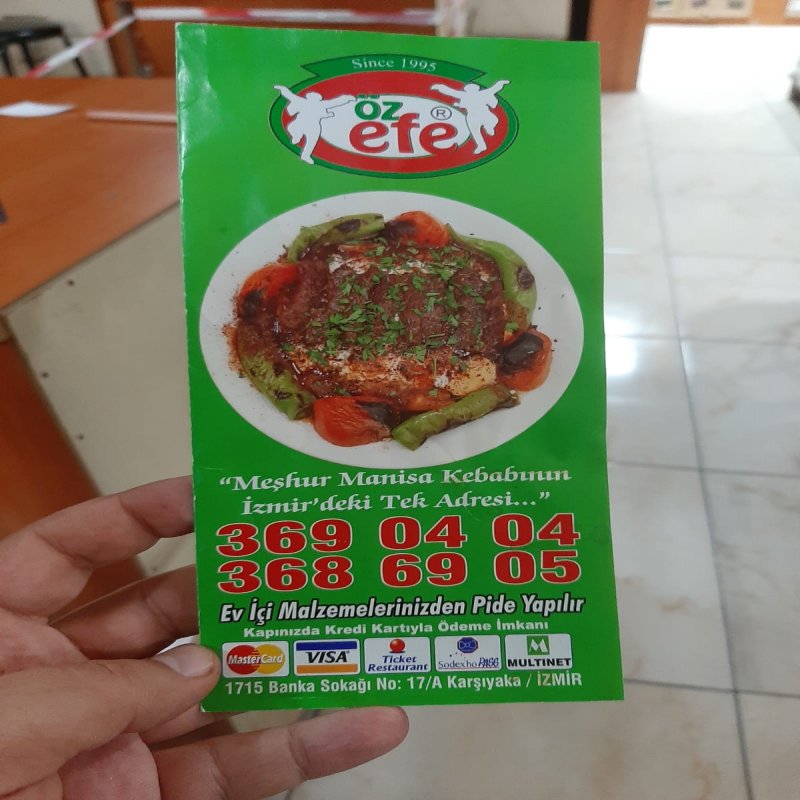 Since 1995
ÖZ
efe ®
"Meşhur Manisa Kebabının
İzmir'deki Tek Adresi..."
369 04 04
368 69 05
Ev İçi Malzemelerinizden Pide Yapılır
Kapınızda Kredi Kartıyla Ödeme İmkanı
MasterCard VISA Ticket Restaurant Sodexho PASS MULTINET
1715 Banka Sokağı No: 17/A Karşıyaka / İZMİR